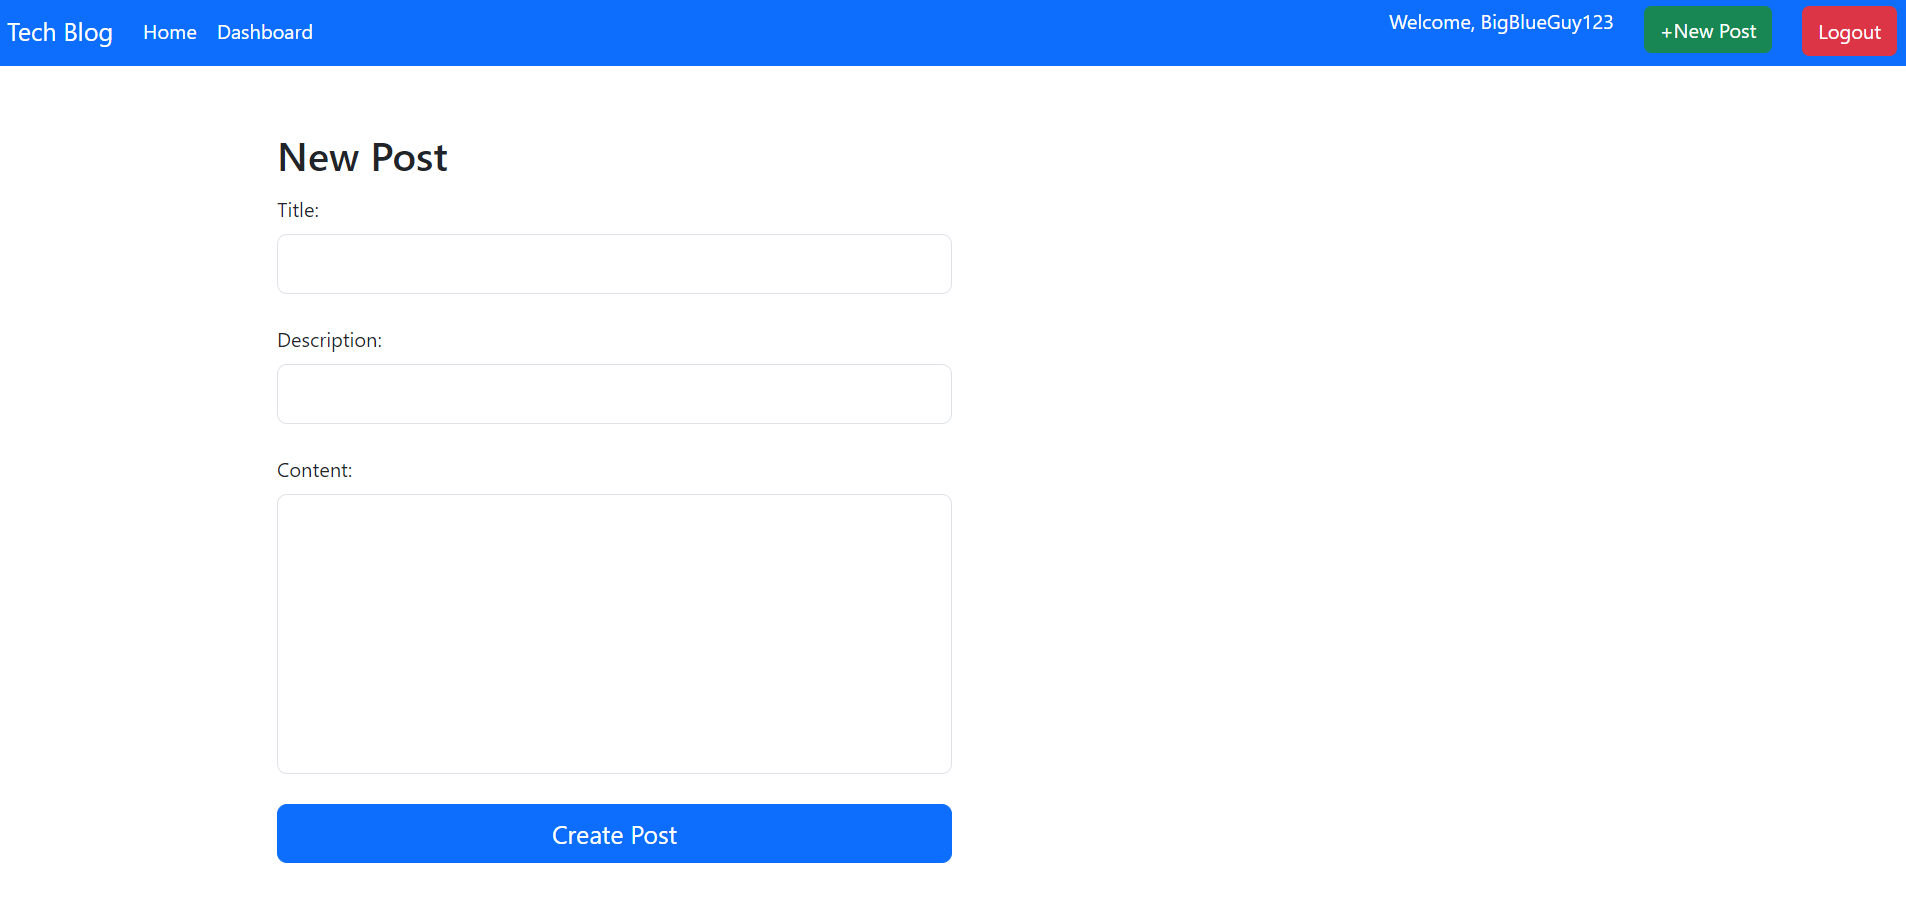 Tech Blog Home Dashboard Welcome, BigBlueGuy123 +New Post Logout
New Post
Title:
Description:
Content:
Create Post